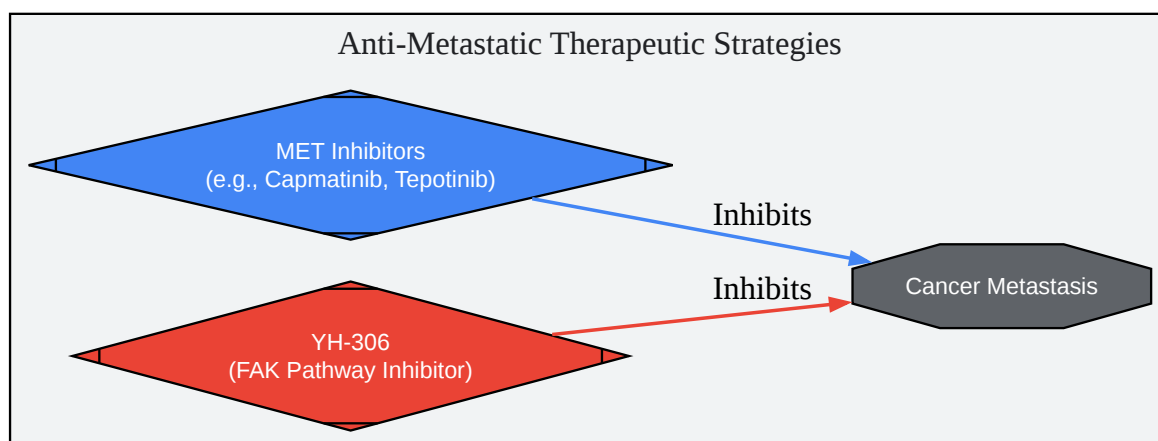 Anti-Metastatic Therapeutic Strategies
MET Inhibitors
(e.g., Capmatinib, Tepotinib)
Inhibits
Cancer Metastasis
Inhibits
YH-306
(FAK Pathway Inhibitor)